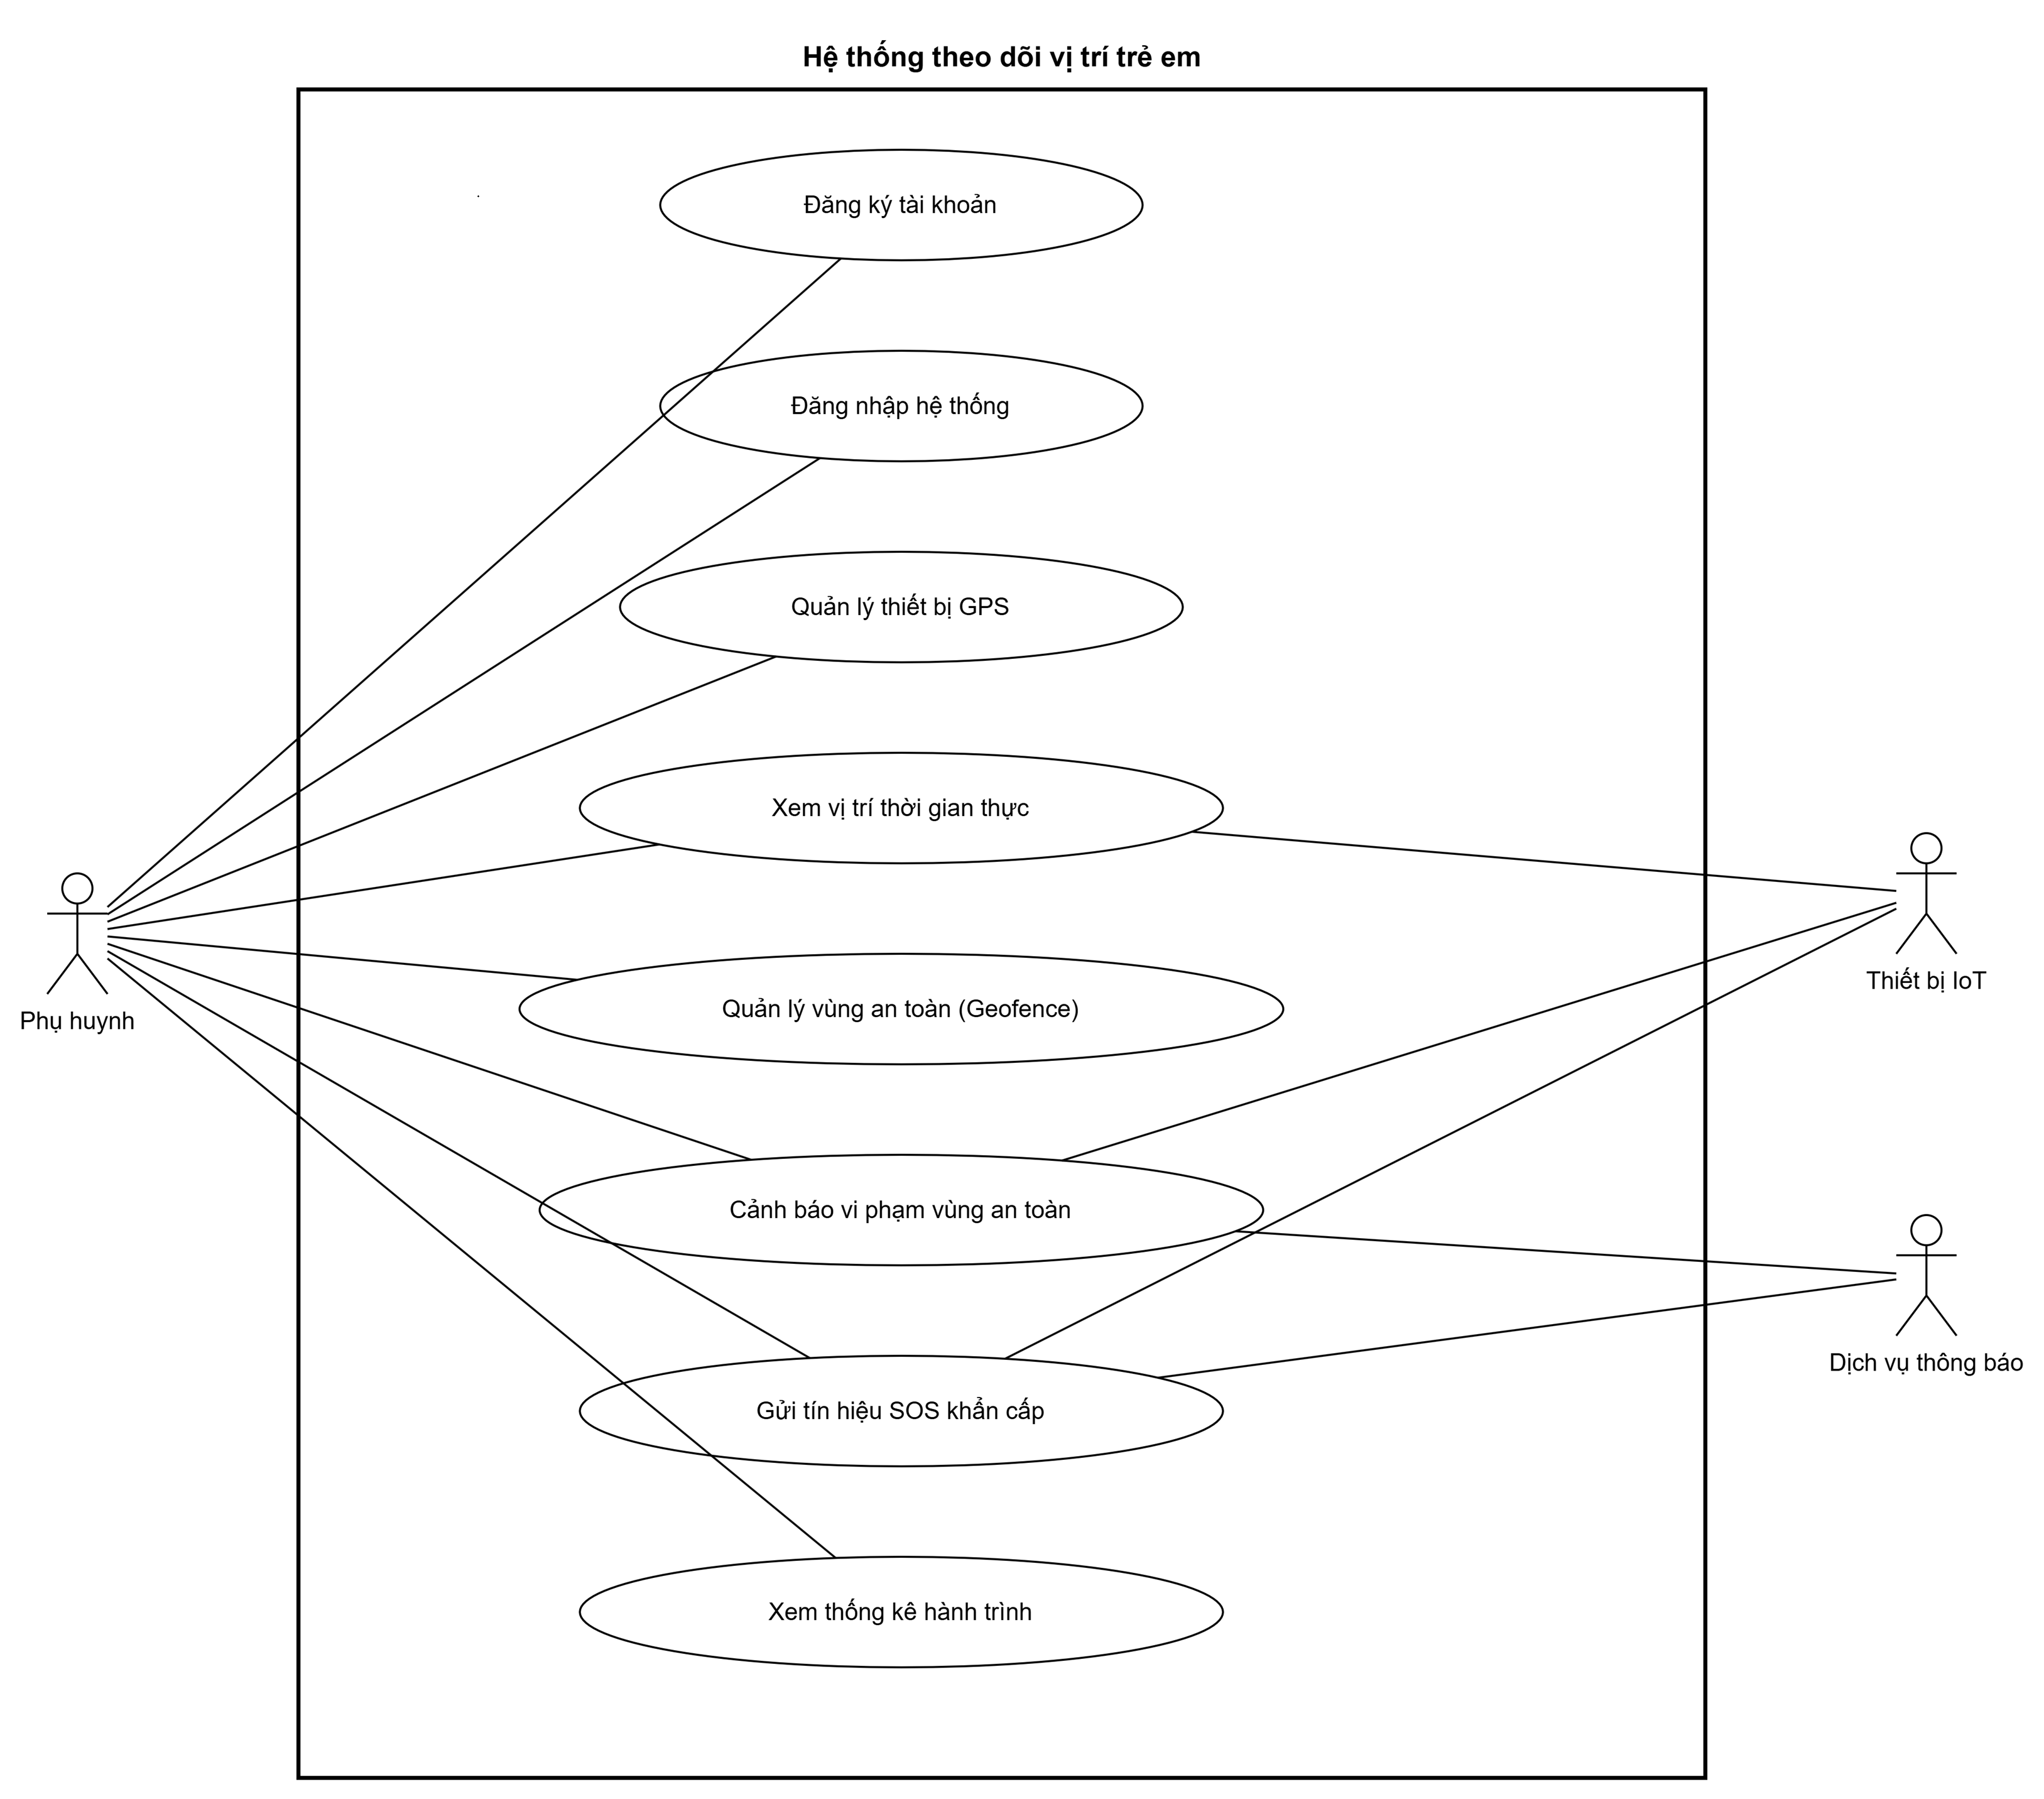 Hệ thống theo dõi vị trí trẻ em
Đăng ký tài khoản
Đăng nhập hệ thống
Quản lý thiết bị GPS
Xem vị trí thời gian thực
Quản lý vùng an toàn (Geofence)
Cảnh báo vi phạm vùng an toàn
Gửi tín hiệu SOS khẩn cấp
Xem thống kê hành trình
Phụ huynh
Thiết bị IoT
Dịch vụ thông báo